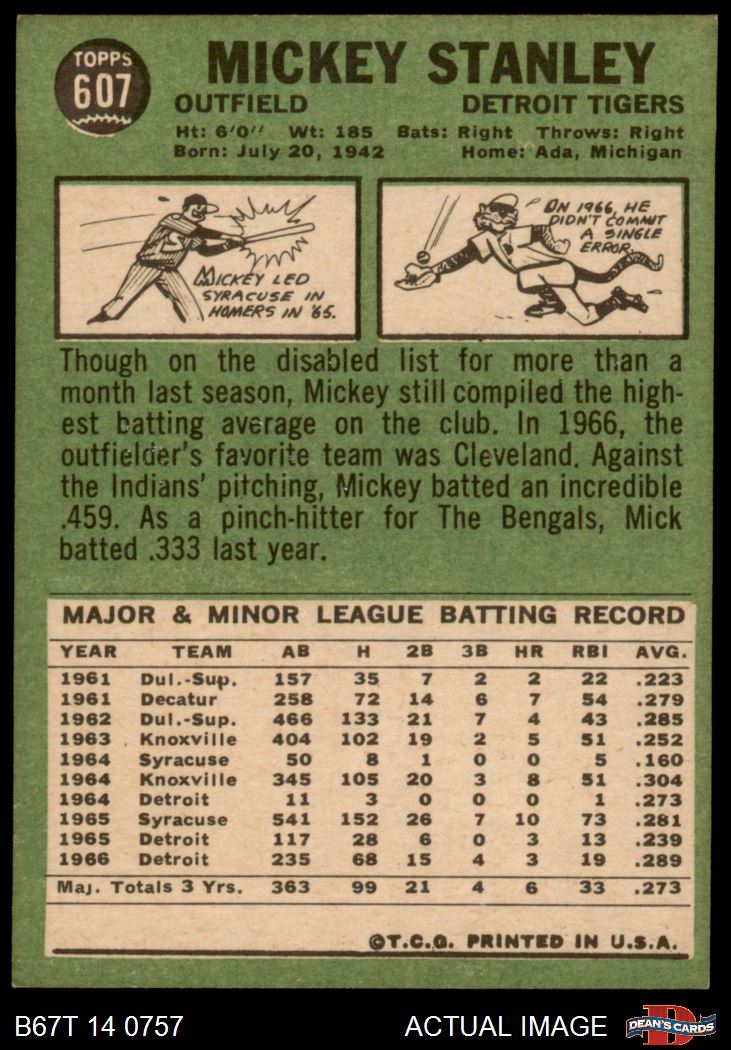 TOPPS
607
MICKEY STANLEY
OUTFIELD DETROIT TIGERS
Ht: 6'0" Wt: 185 Bats: Right Throws: Right
Born: July 20, 1942 Home: Ada, Michigan
MICKEY LED
SYRACUSE IN
HOMERS IN '65.
IN 1966, HE
DIDN'T COMMIT
A SINGLE
ERROR.
Though on the disabled list for more than a
month last season, Mickey still compiled the high-
est batting average on the club. In 1966, the
outfielder's favorite team was Cleveland. Against
the Indians' pitching, Mickey batted an incredible
.459. As a pinch-hitter for The Bengals, Mick
batted .333 last year.
MAJOR & MINOR LEAGUE BATTING RECORD
YEAR TEAM AB H 2B 3B HR RBI AVG.
1961 Dul.-Sup. 157 35 7 2 2 22 .223
1961 Decatur 258 72 14 6 7 54 .279
1962 Dul.-Sup. 466 133 21 7 4 43 .285
1963 Knoxville 404 102 19 2 5 51 .252
1964 Syracuse 50 8 1 0 0 5 .160
1964 Knoxville 345 105 20 3 8 51 .304
1964 Detroit 11 3 0 0 0 1 .273
1965 Syracuse 541 152 26 7 10 73 .281
1965 Detroit 117 28 6 0 3 13 .239
1966 Detroit 235 68 15 4 3 19 .289
Maj. Totals 3 Yrs. 363 99 21 4 6 33 .273
©T.C.G. PRINTED IN U.S.A.
B67T 14 0757 ACTUAL IMAGE
D
DEAN'S CARDS